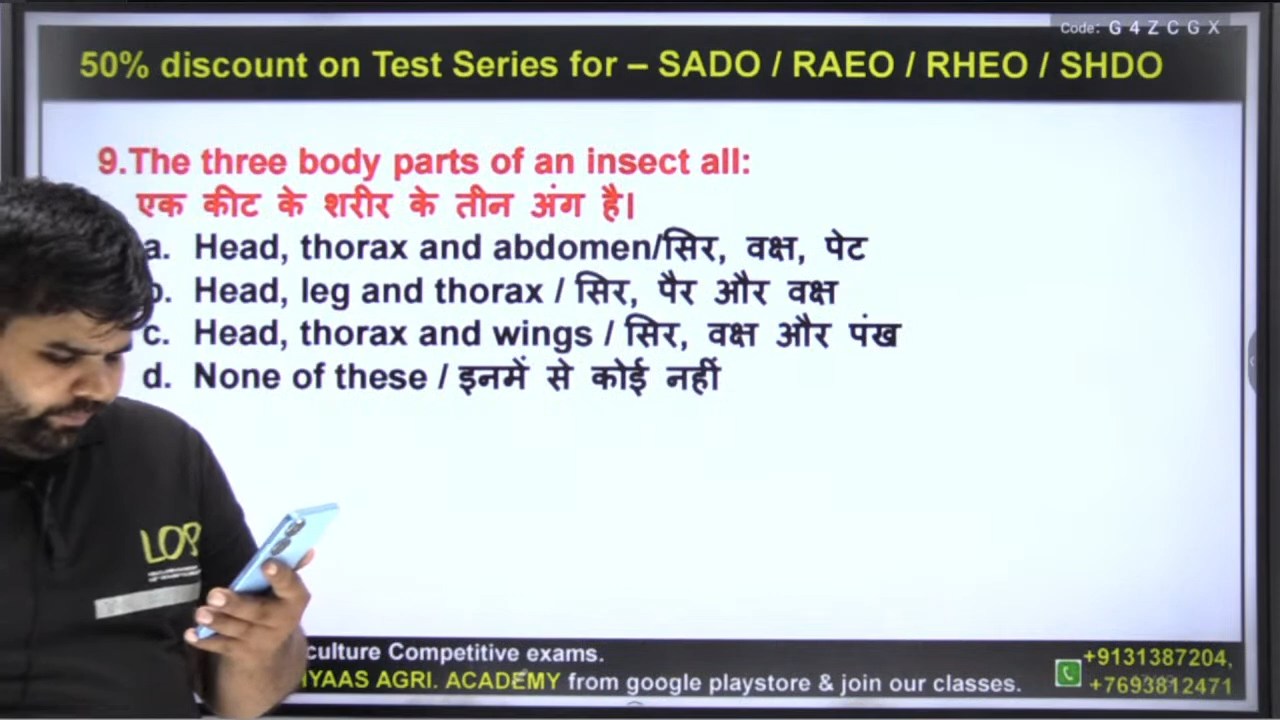 Code: G 4 Z C G X
50% discount on Test Series for – SADO / RAEO / RHEO / SHDO
9.The three body parts of an insect all:
एक कीट के शरीर के तीन अंग है।
a. Head, thorax and abdomen/सिर, वक्ष, पेट
b. Head, leg and thorax / सिर, पैर और वक्ष
c. Head, thorax and wings / सिर, वक्ष और पंख
d. None of these / इनमें से कोई नहीं
culture Competitive exams.
YAAS AGRI. ACADEMY from google playstore & join our classes.
+9131387204,
+7693812471